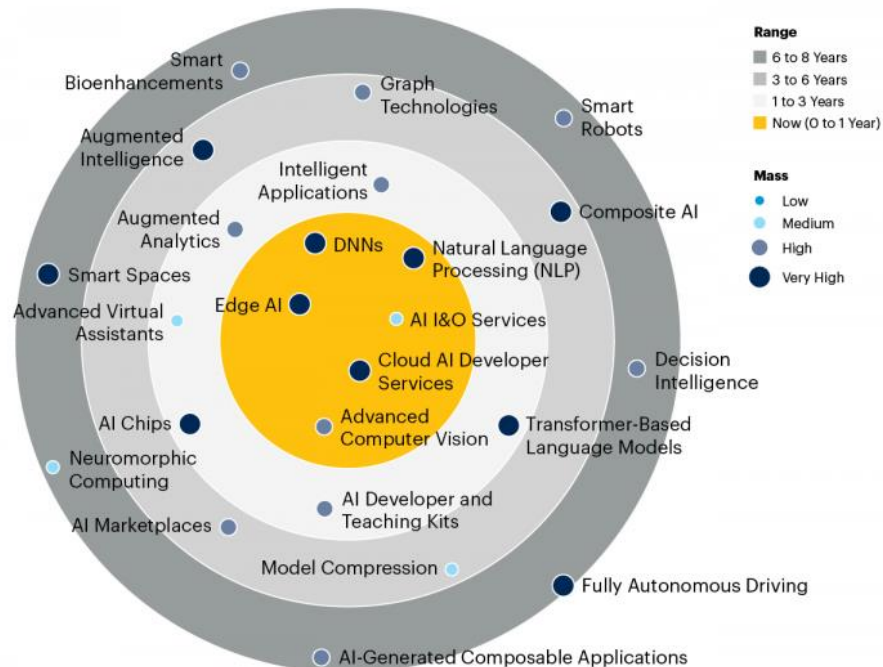 Smart
Bioenhancements
Graph
Technologies
Smart
Robots
Augmented
Intelligence
Intelligent
Applications
Composite AI
Augmented
Analytics
DNNs
Natural Language
Processing (NLP)
Smart Spaces
Edge AI
Advanced Virtual
Assistants
AI I&O Services
Cloud AI Developer
Services
Decision
Intelligence
AI Chips
Advanced
Computer Vision
Transformer-Based
Language Models
Neuromorphic
Computing
AI Marketplaces
AI Developer and
Teaching Kits
Model Compression
Fully Autonomous Driving
AI-Generated Composable Applications
Range
6 to 8 Years
3 to 6 Years
1 to 3 Years
Now (0 to 1 Year)
Mass
Low
Medium
High
Very High